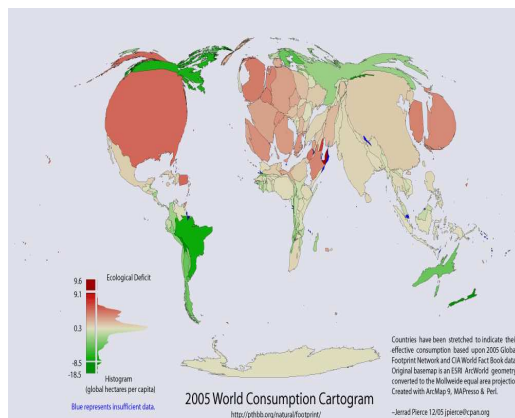 Ecological Deficit
9.6
9.1
0.3
-8.5
-18.5
Histogram
(global hectares per capita)
Blue represents insufficient data.
2005 World Consumption Cartogram
http://pthbb.org/natural/footprint/
Countries have been stretched to indicate their
effective consumption based upon 2005 Global
Footprint Network and CIA World Fact Book data.
Original basemap is an ESRI ArcWorld geometry
converted to the Mollweide equal area projection
Created with ArcMap 9, MAPresso & Perl.
~Jerrad Pierce 12/05 pierce@cpan.org